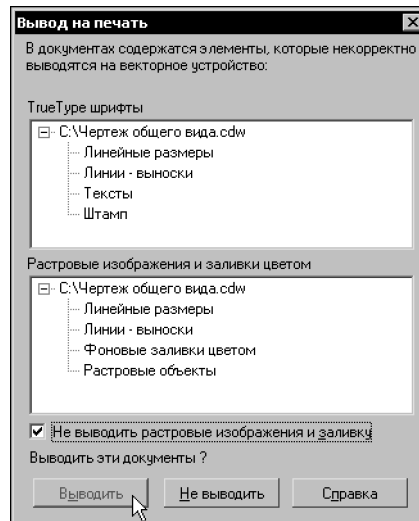 Вывод на печать
В документах содержатся элементы, которые некорректно
выводятся на векторное устройство:
TrueType шрифты
C:\Чертеж общего вида.cdw
Линейные размеры
Линии - выноски
Тексты
Штамп
Растровые изображения и заливки цветом
C:\Чертеж общего вида.cdw
Линейные размеры
Линии - выноски
Фоновые заливки цветом
Растровые объекты
Не выводить растровые изображения и заливку
Выводить эти документы ?
Выводить Не выводить Справка